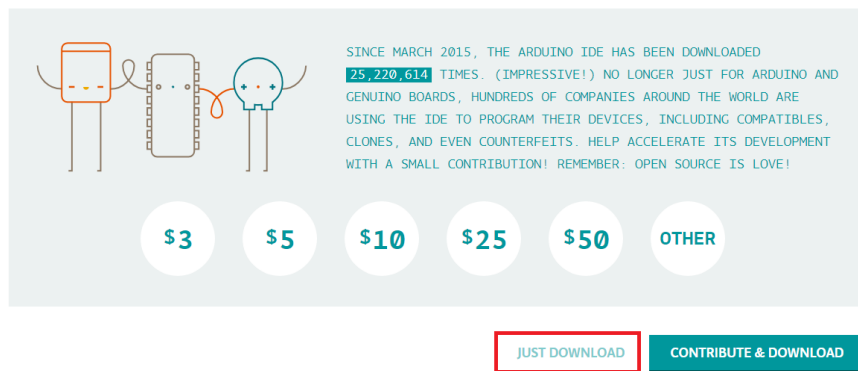 SINCE MARCH 2015, THE ARDUINO IDE HAS BEEN DOWNLOADED
25,220,614 TIMES. (IMPRESSIVE!) NO LONGER JUST FOR ARDUINO AND
GENUINO BOARDS, HUNDREDS OF COMPANIES AROUND THE WORLD ARE
USING THE IDE TO PROGRAM THEIR DEVICES, INCLUDING COMPATIBLES,
CLONES, AND EVEN COUNTERFEITS. HELP ACCELERATE ITS DEVELOPMENT
WITH A SMALL CONTRIBUTION! REMEMBER: OPEN SOURCE IS LOVE!
$3 $5 $10 $25 $50 OTHER
JUST DOWNLOAD CONTRIBUTE & DOWNLOAD